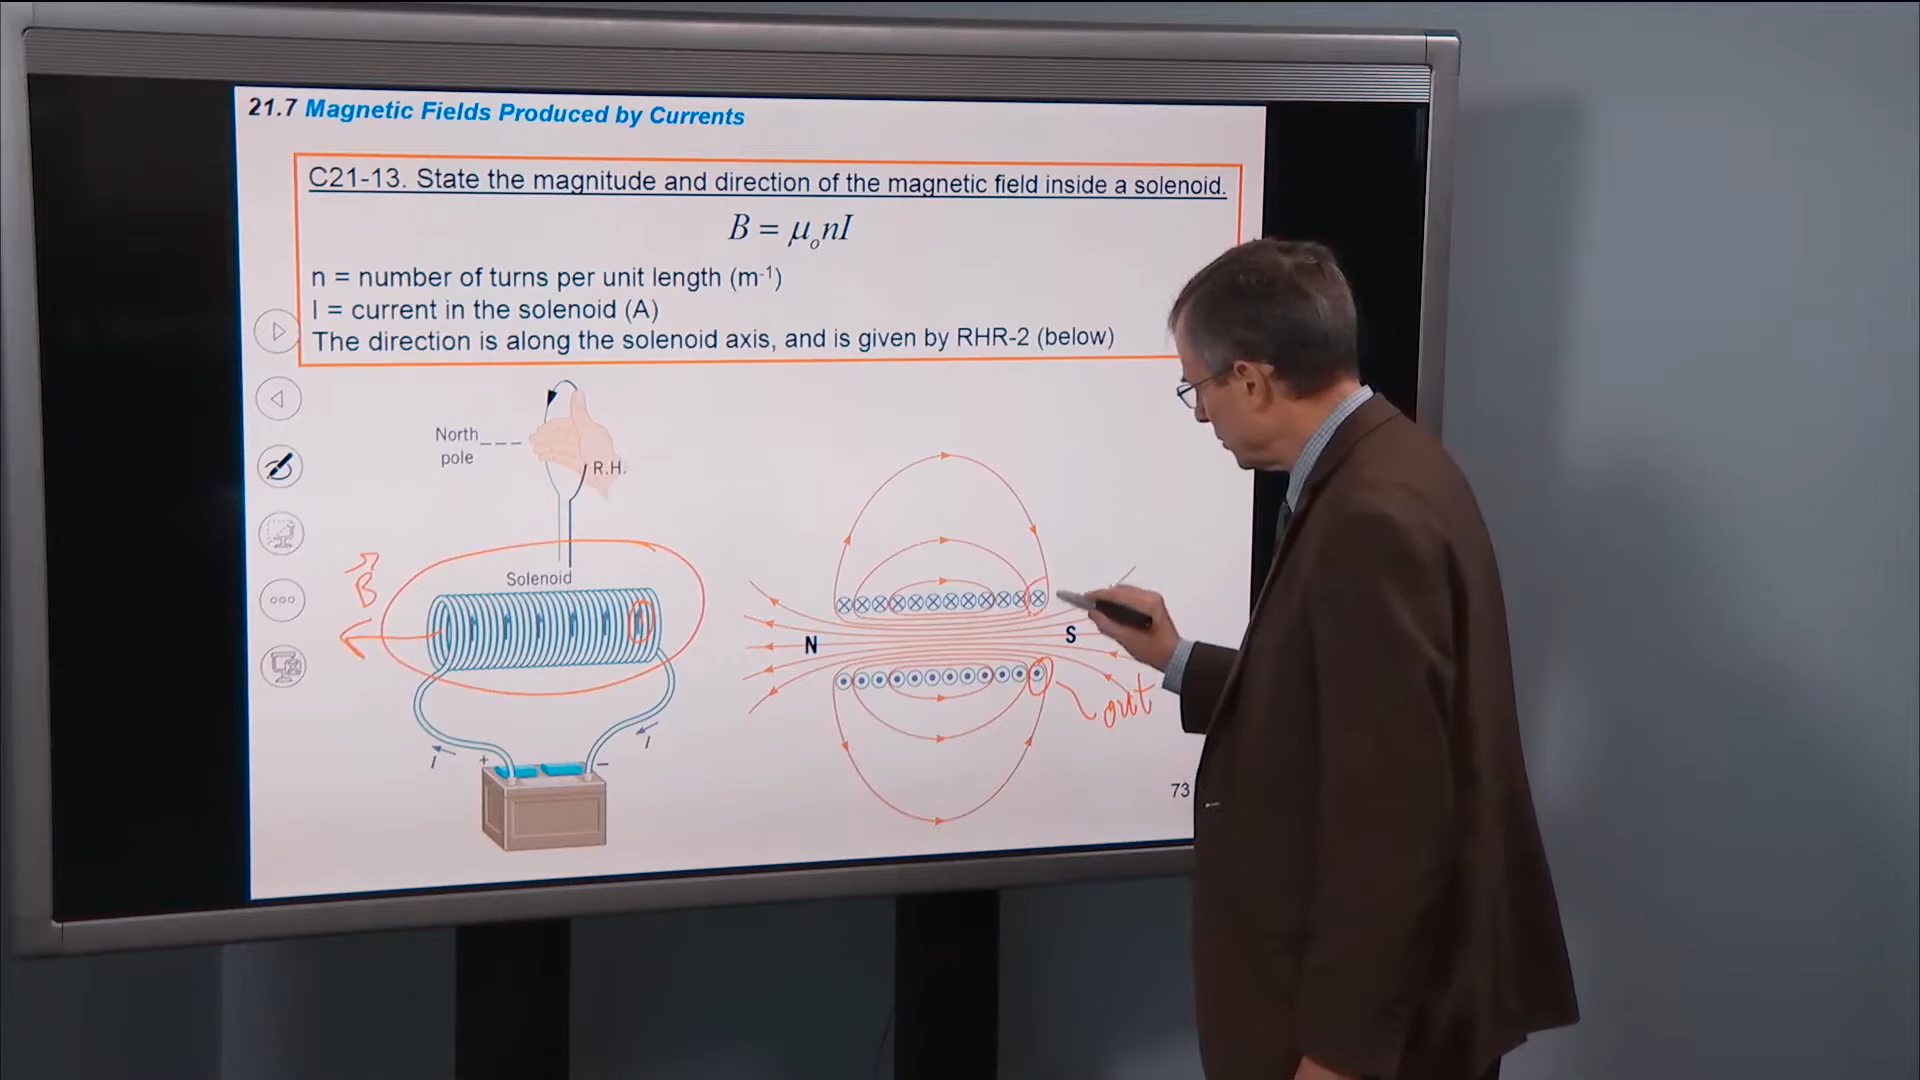 21.7 Magnetic Fields Produced by Currents
C21-13. State the magnitude and direction of the magnetic field inside a solenoid.
B = μₒnI
n = number of turns per unit length (m⁻¹)
I = current in the solenoid (A)
The direction is along the solenoid axis, and is given by RHR-2 (below)
North
pole
R.H.
B
Solenoid
N
S
out
I
I
+
−
73